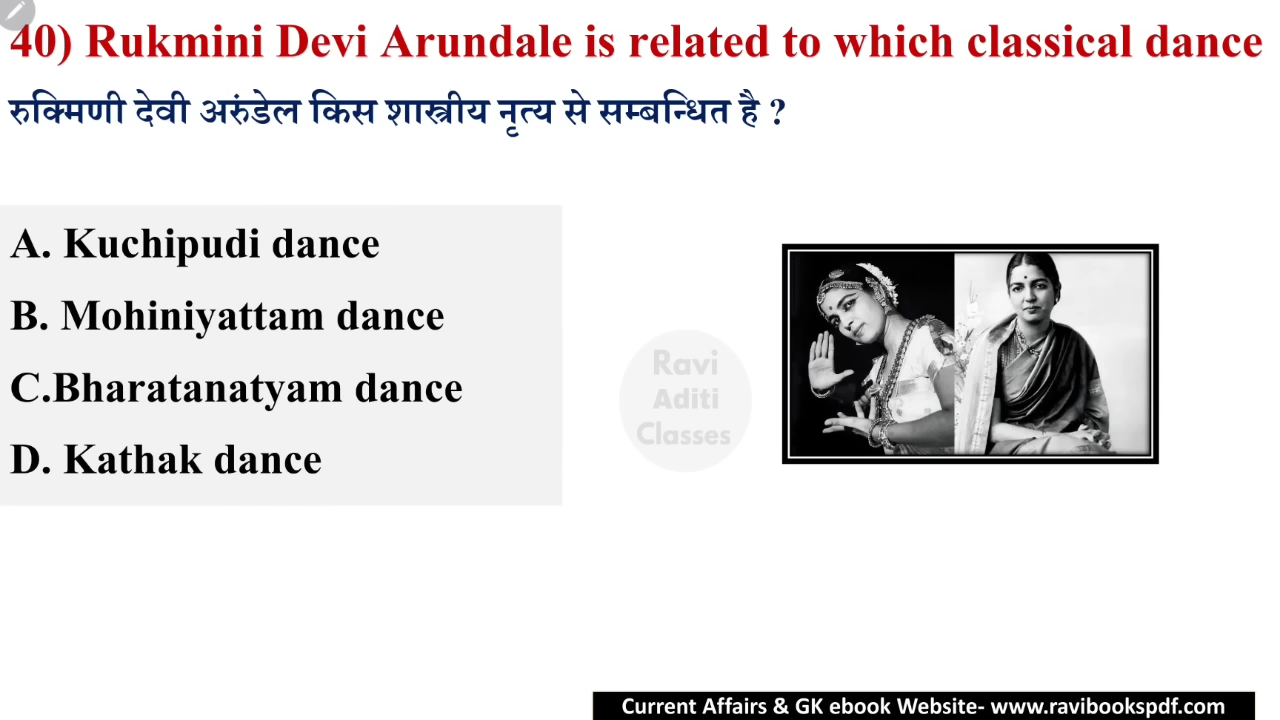 40) Rukmini Devi Arundale is related to which classical dance
रुक्मिणी देवी अरुंडेल किस शास्त्रीय नृत्य से सम्बन्धित है ?
A. Kuchipudi dance
B. Mohiniyattam dance
C.Bharatanatyam dance
D. Kathak dance
Ravi
Aditi
Classes
Current Affairs & GK ebook Website- www.ravibookspdf.com